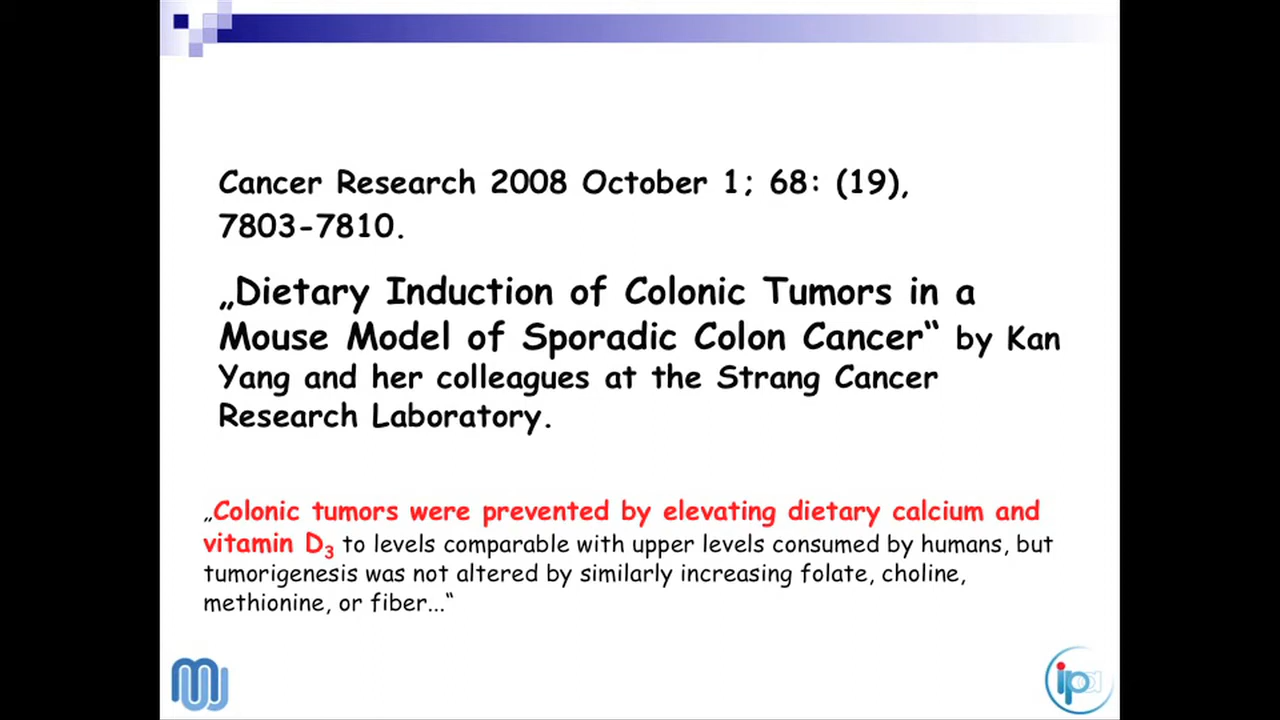 Cancer Research 2008 October 1; 68: (19),
7803-7810.
„Dietary Induction of Colonic Tumors in a
Mouse Model of Sporadic Colon Cancer“ by Kan
Yang and her colleagues at the Strang Cancer
Research Laboratory.
„Colonic tumors were prevented by elevating dietary calcium and
vitamin D₃ to levels comparable with upper levels consumed by humans, but
tumorigenesis was not altered by similarly increasing folate, choline,
methionine, or fiber...“
ipa